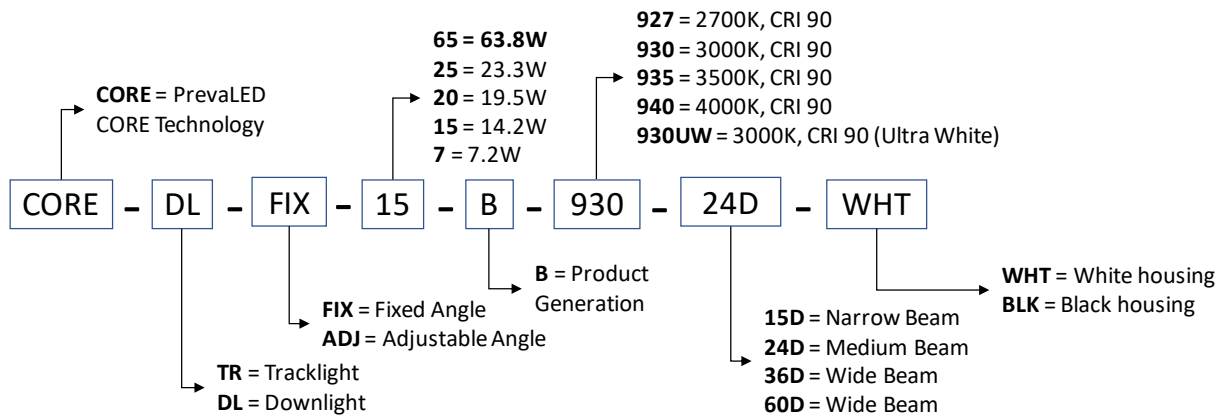 65 = 63.8W
25 = 23.3W
20 = 19.5W
15 = 14.2W
7 = 7.2W
927 = 2700K, CRI 90
930 = 3000K, CRI 90
935 = 3500K, CRI 90
940 = 4000K, CRI 90
930UW = 3000K, CRI 90 (Ultra White)
CORE = PrevaLED
CORE Technology
CORE - DL - FIX - 15 - B - 930 - 24D - WHT
TR = Tracklight
DL = Downlight
FIX = Fixed Angle
ADJ = Adjustable Angle
B = Product
Generation
15D = Narrow Beam
24D = Medium Beam
36D = Wide Beam
60D = Wide Beam
WHT = White housing
BLK = Black housing